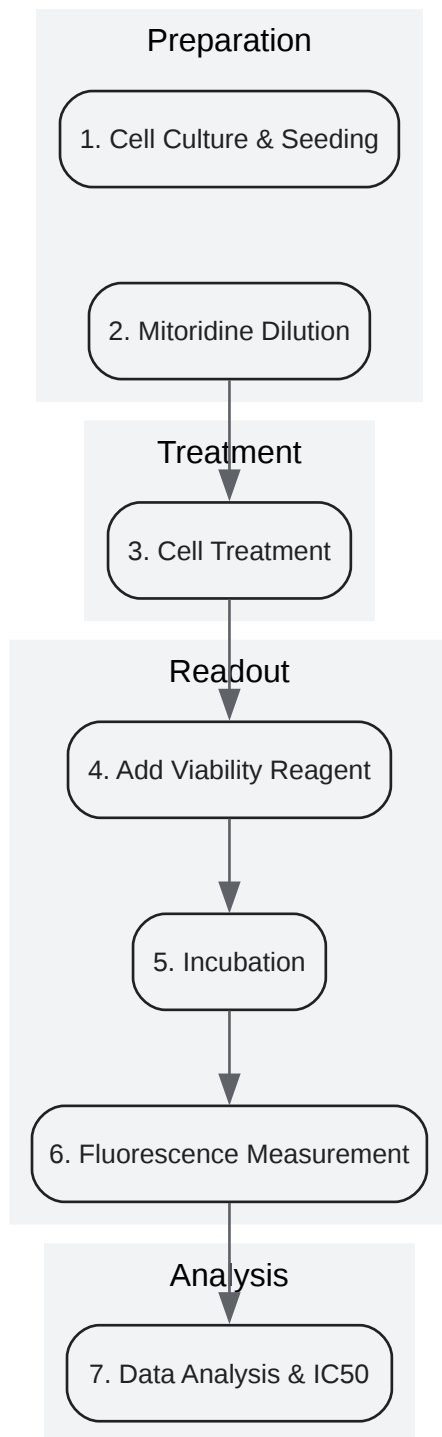 Preparation
1. Cell Culture & Seeding
2. Mitoridine Dilution
Treatment
3. Cell Treatment
Readout
4. Add Viability Reagent
5. Incubation
6. Fluorescence Measurement
Analysis
7. Data Analysis & IC50